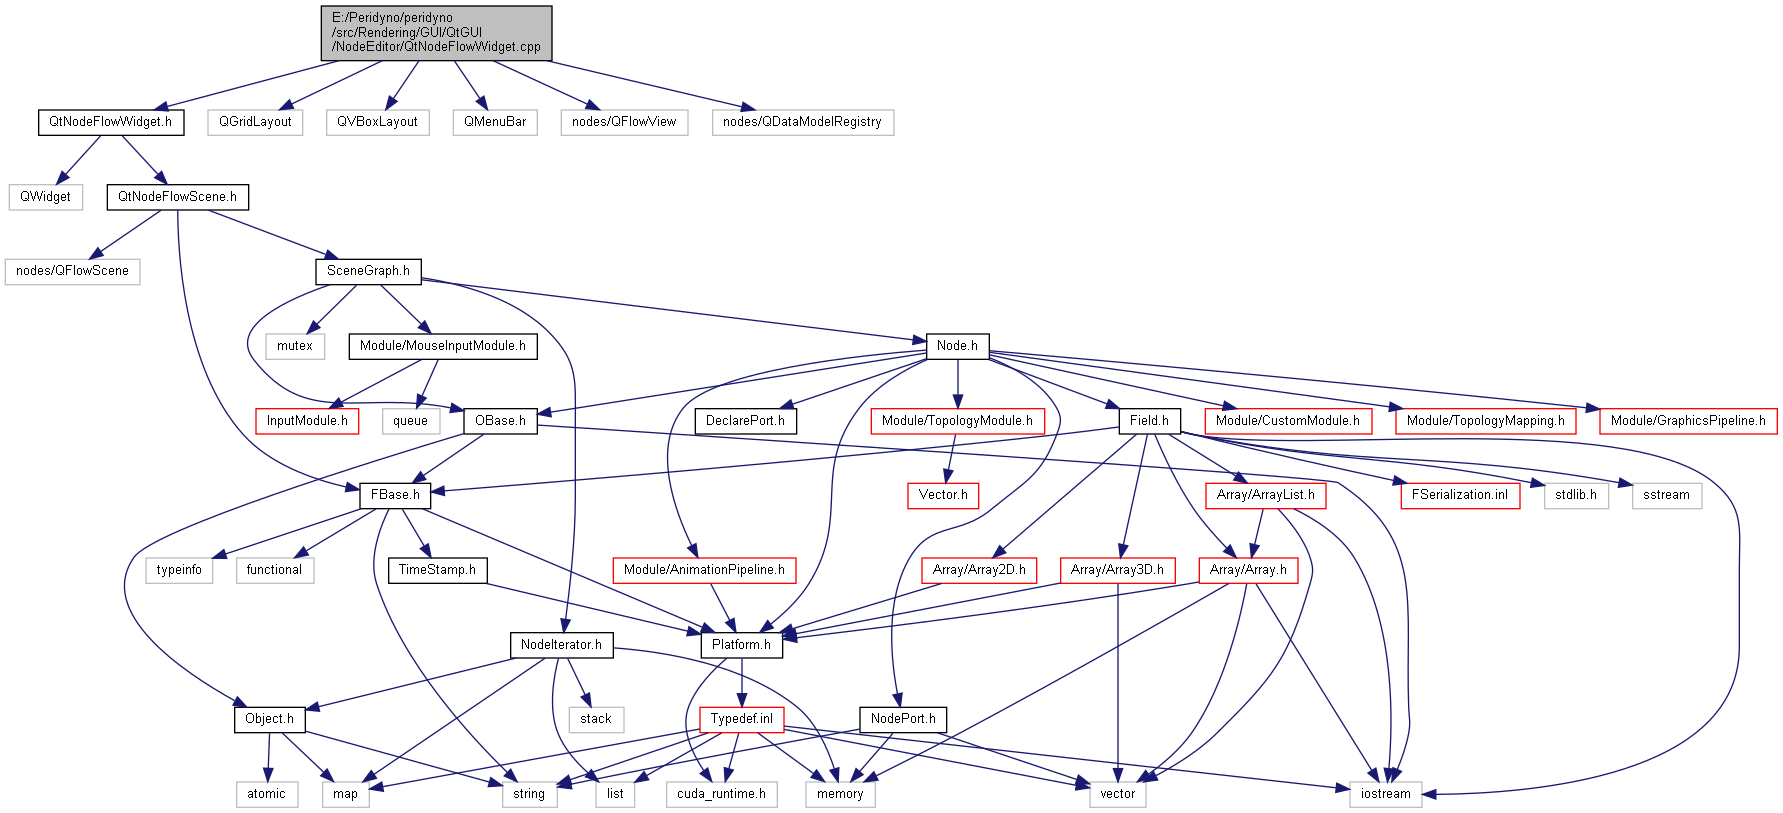 E:/Peridyno/peridyno
/src/Rendering/GUI/QtGUI
/NodeEditor/QtNodeFlowWidget.cpp
QtNodeFlowWidget.h
QGridLayout
QVBoxLayout
QMenuBar
nodes/QFlowView
nodes/QDataModelRegistry
QWidget
QtNodeFlowScene.h
nodes/QFlowScene
SceneGraph.h
mutex
Module/MouseInputModule.h
Node.h
InputModule.h
queue
OBase.h
DeclarePort.h
Module/TopologyModule.h
Field.h
Module/CustomModule.h
Module/TopologyMapping.h
Module/GraphicsPipeline.h
FBase.h
Vector.h
Array/ArrayList.h
FSerialization.inl
stdlib.h
sstream
typeinfo
functional
TimeStamp.h
Module/AnimationPipeline.h
Array/Array2D.h
Array/Array3D.h
Array/Array.h
NodeIterator.h
Platform.h
Object.h
stack
Typedef.inl
NodePort.h
atomic
map
string
list
cuda_runtime.h
memory
vector
iostream